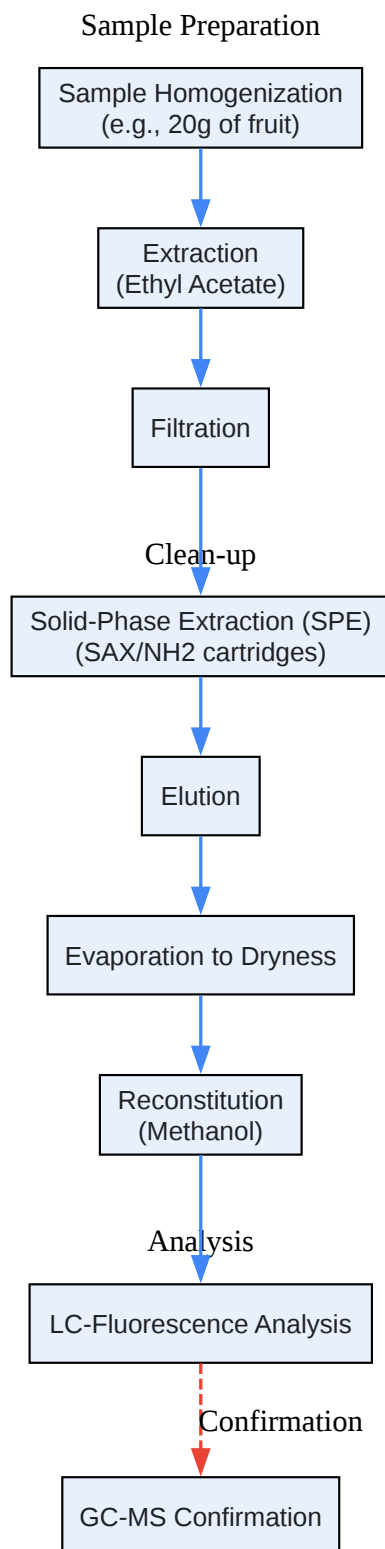 Sample Preparation
Sample Homogenization
(e.g., 20g of fruit)
Extraction
(Ethyl Acetate)
Filtration
Clean-up
Solid-Phase Extraction (SPE)
(SAX/NH2 cartridges)
Elution
Evaporation to Dryness
Reconstitution
(Methanol)
Analysis
LC-Fluorescence Analysis
Confirmation
GC-MS Confirmation